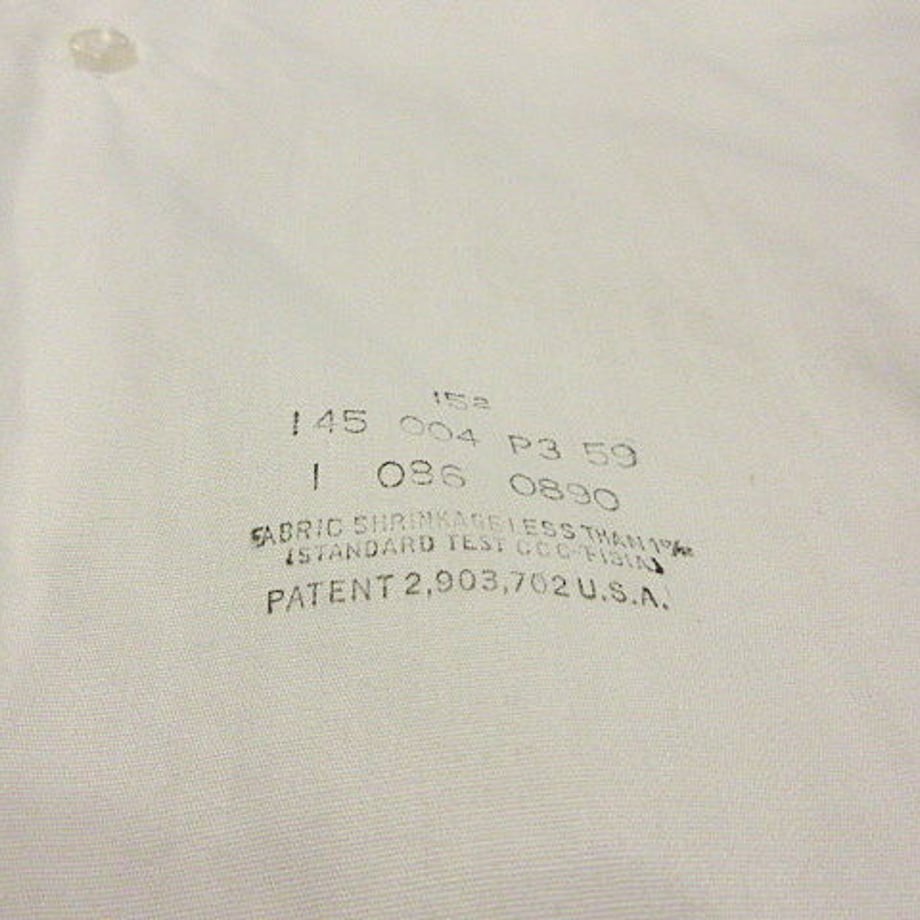 152
145 004 P3 59
1 086 0890
FABRIC SHRINKAGE LESS THAN 1%
(STANDARD TEST CCC-T191A)
PATENT 2,903,702 U.S.A.